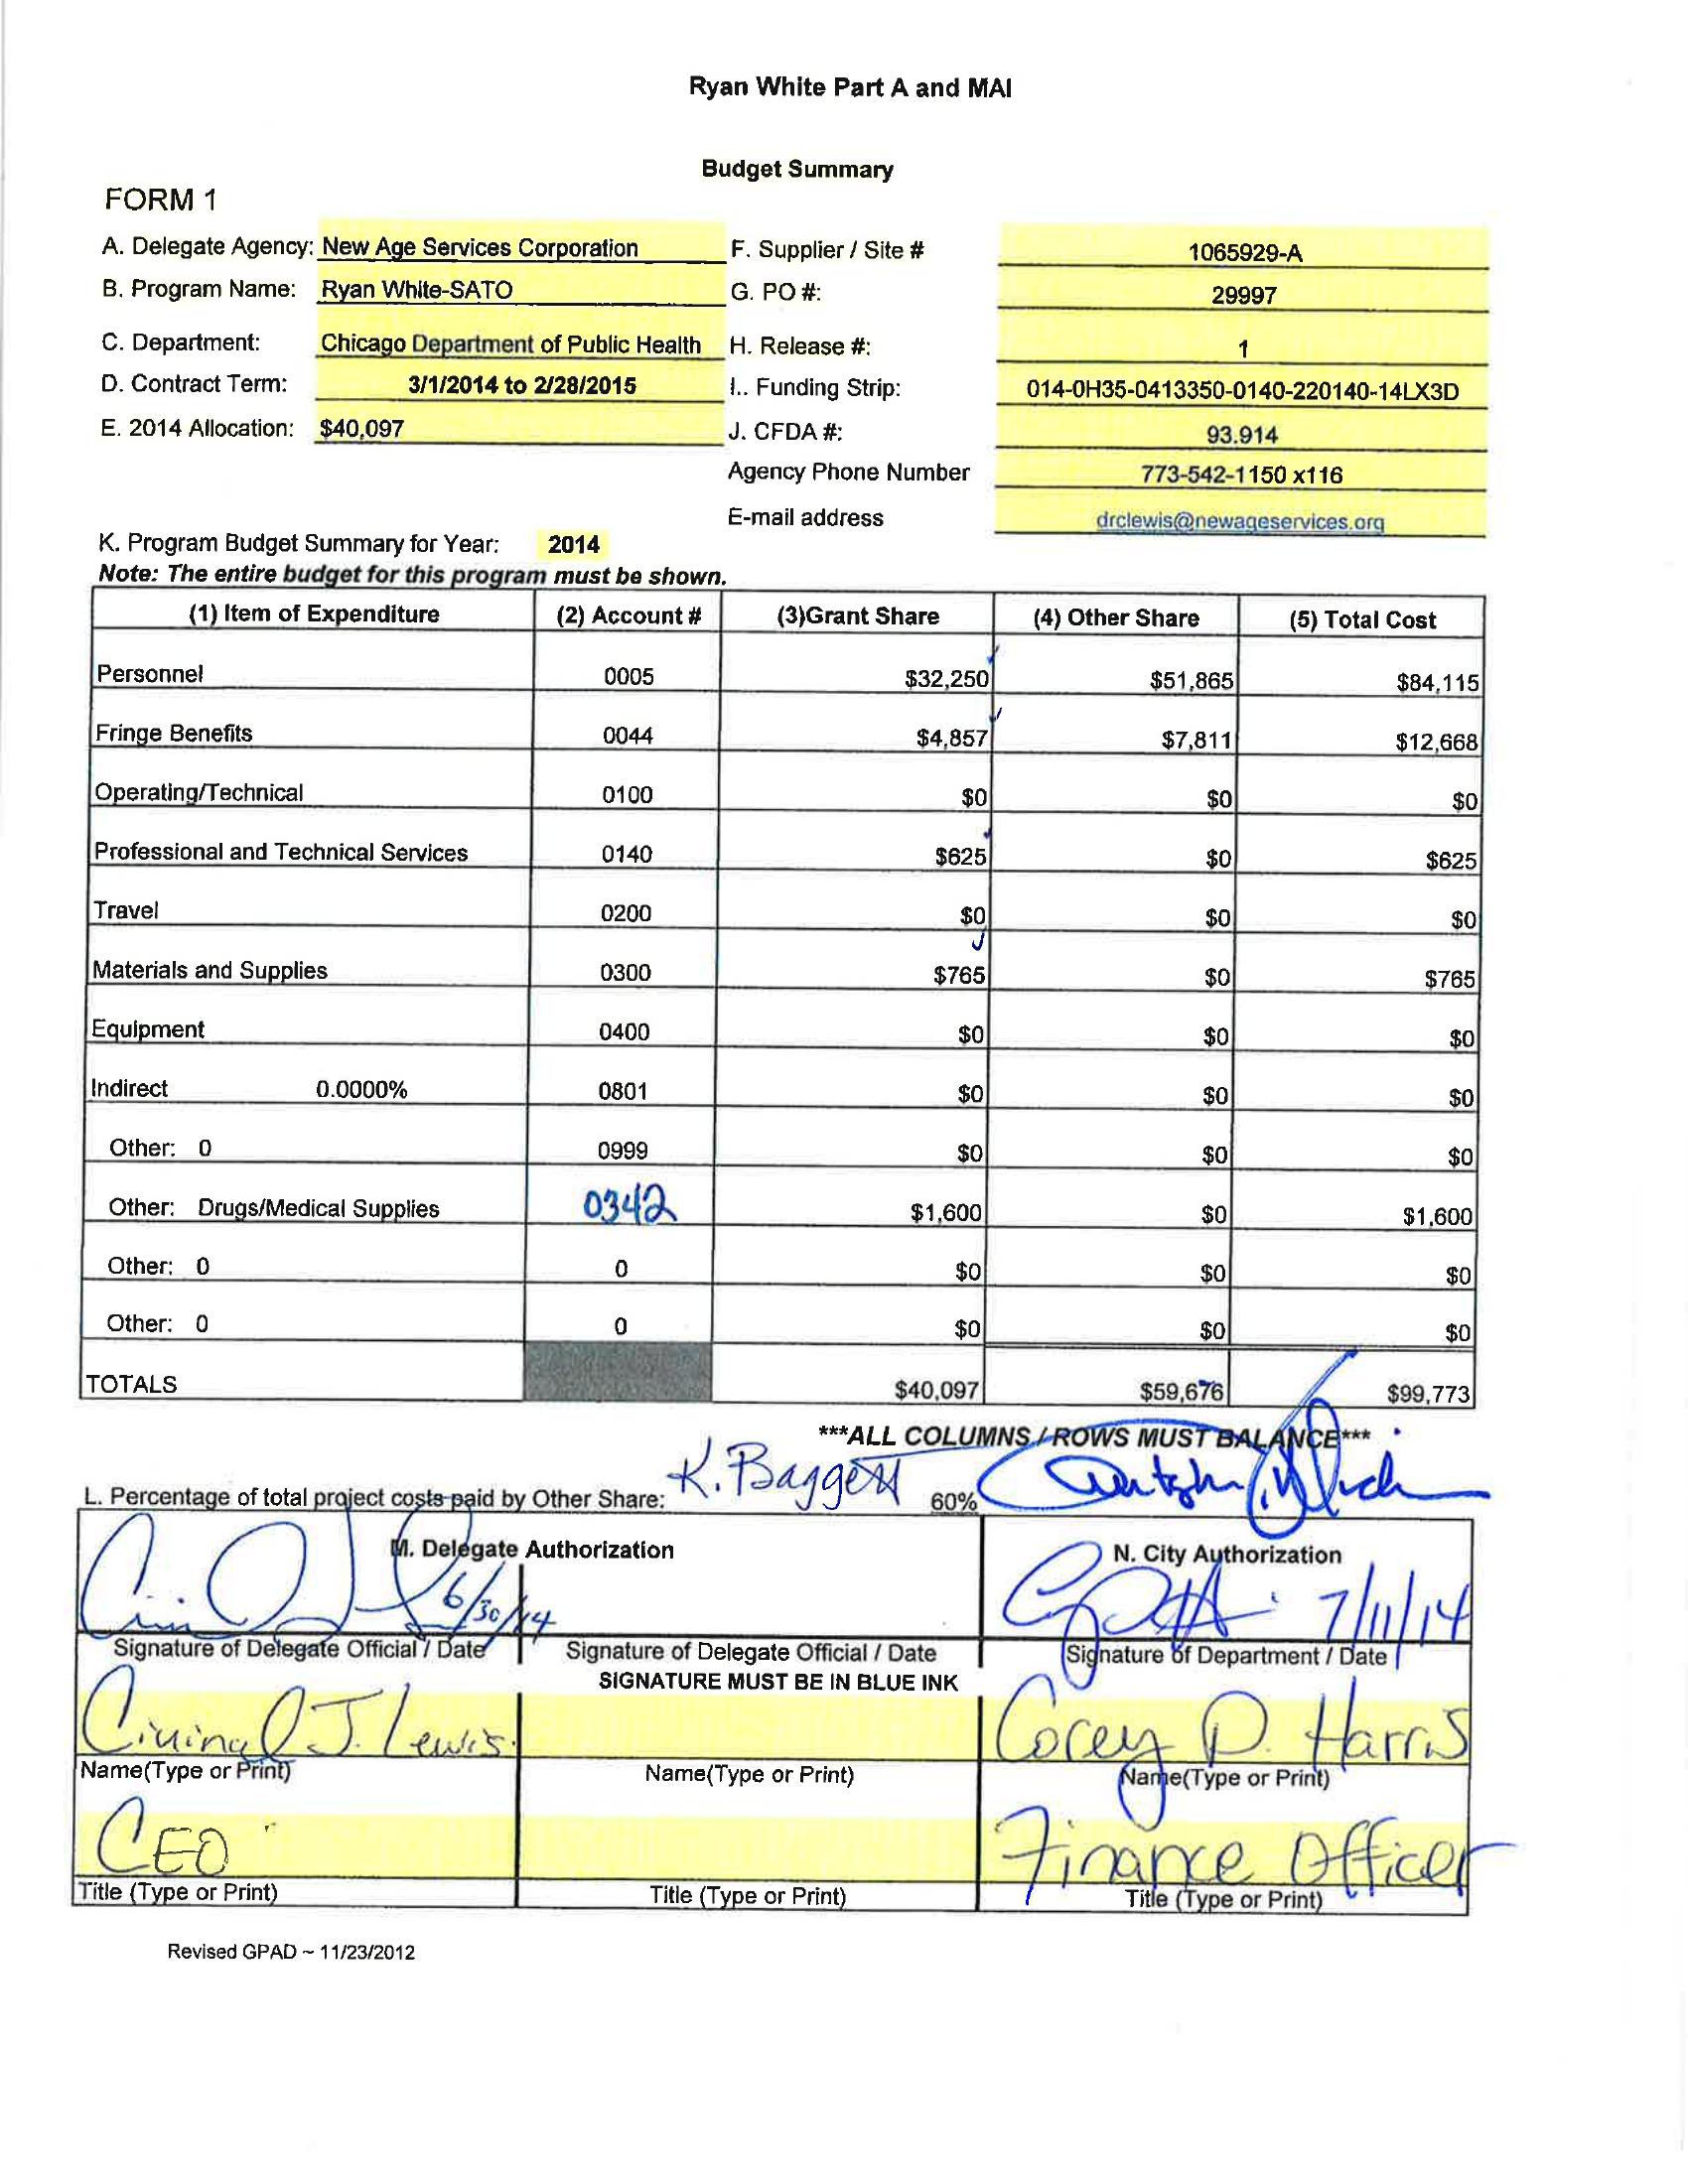 Ryan White Part A and MAI
Budget Summary
FORM 1
A. Delegate Agency: New Age Services Corporation F. Supplier / Site # 1065929-A
B. Program Name: Ryan White-SATO G. PO #: 29997
C. Department: Chicago Department of Public Health H. Release #: 1
D. Contract Term: 3/1/2014 to 2/28/2015 I.. Funding Strip: 014-0H35-0413350-0140-220140-14LX3D
E. 2014 Allocation: $40,097 J. CFDA #: 93.914
Agency Phone Number 773-542-1150 x116
E-mail address drclewis@newageservices.org
K. Program Budget Summary for Year: 2014
Note: The entire budget for this program must be shown.
(1) Item of Expenditure (2) Account # (3)Grant Share (4) Other Share (5) Total Cost
Personnel 0005 $32,250 $51,865 $84,115
Fringe Benefits 0044 $4,857 $7,811 $12,668
Operating/Technical 0100 $0 $0 $0
Professional and Technical Services 0140 $625 $0 $625
Travel 0200 $0 $0 $0
Materials and Supplies 0300 $765 $0 $765
Equipment 0400 $0 $0 $0
Indirect 0.0000% 0801 $0 $0 $0
Other: 0 0999 $0 $0 $0
Other: Drugs/Medical Supplies 0342 $1,600 $0 $1,600
Other: 0 0 $0 $0 $0
Other: 0 0 $0 $0 $0
TOTALS $40,097 $59,676 $99,773
***ALL COLUMNS / ROWS MUST BALANCE***
K. Baggett
L. Percentage of total project costs paid by Other Share: 60%
M. Delegate Authorization N. City Authorization
6/30/14 7/11/14
Signature of Delegate Official / Date Signature of Delegate Official / Date Signature of Department / Date
SIGNATURE MUST BE IN BLUE INK
J. Lewis Corey D. Harris
Name(Type or Print) Name(Type or Print) Name(Type or Print)
CEO Finance Officer
Title (Type or Print) Title (Type or Print) Title (Type or Print)
Revised GPAD ~ 11/23/2012